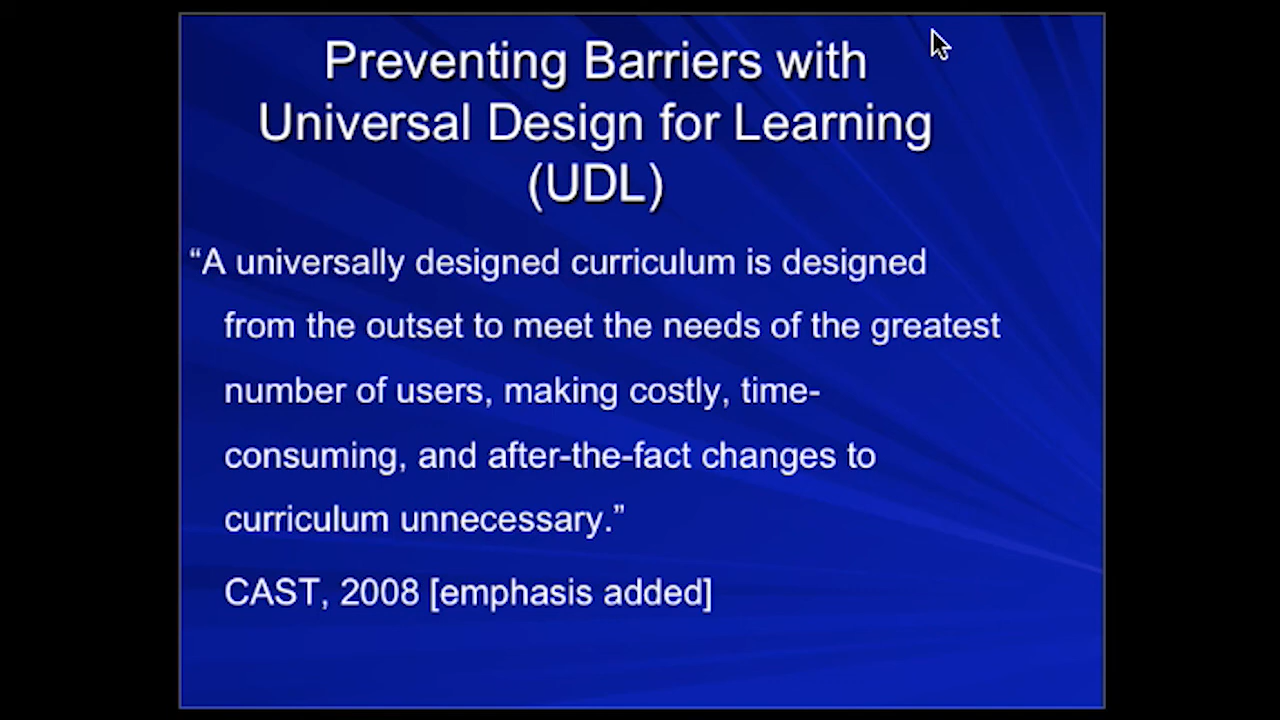 Preventing Barriers with
Universal Design for Learning
(UDL)
“A universally designed curriculum is designed
from the outset to meet the needs of the greatest
number of users, making costly, time-
consuming, and after-the-fact changes to
curriculum unnecessary.”
CAST, 2008 [emphasis added]